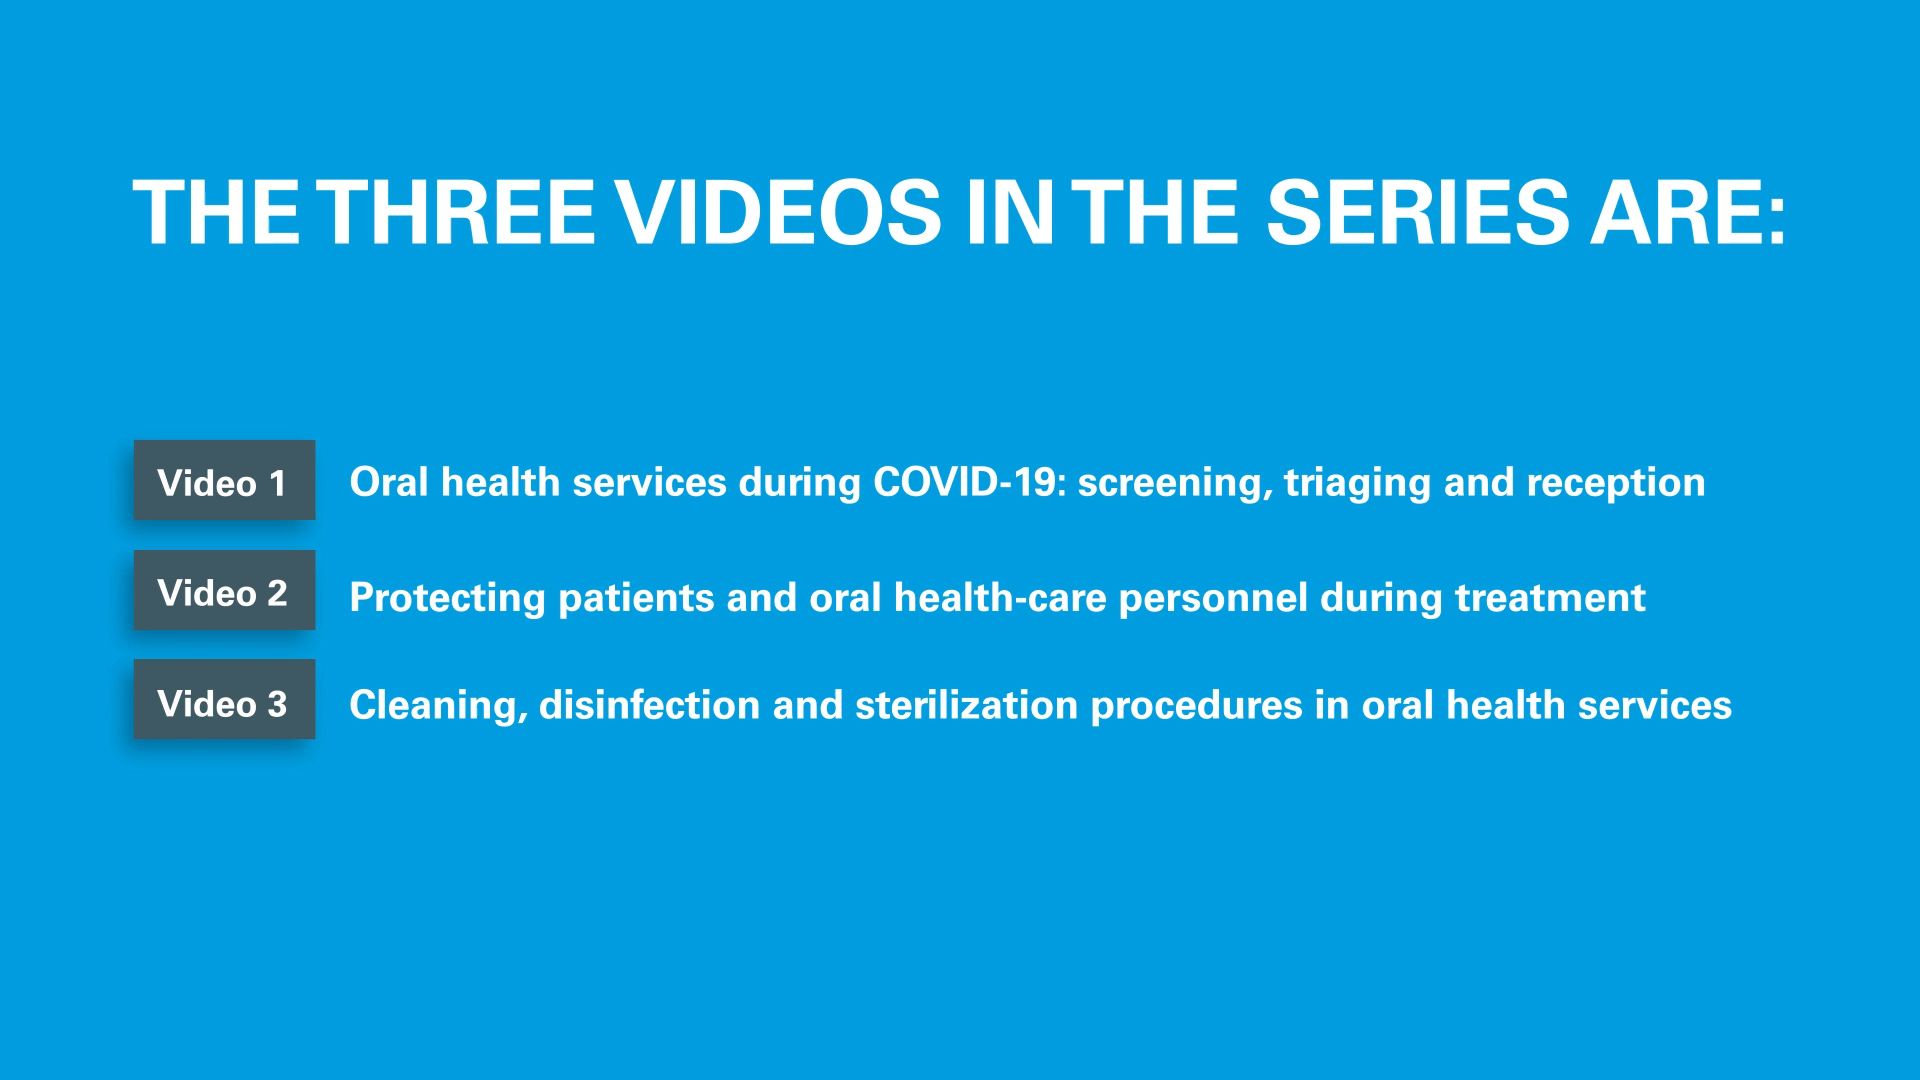 THE THREE VIDEOS IN THE SERIES ARE:
Video 1 Oral health services during COVID-19: screening, triaging and reception
Video 2 Protecting patients and oral health-care personnel during treatment
Video 3 Cleaning, disinfection and sterilization procedures in oral health services